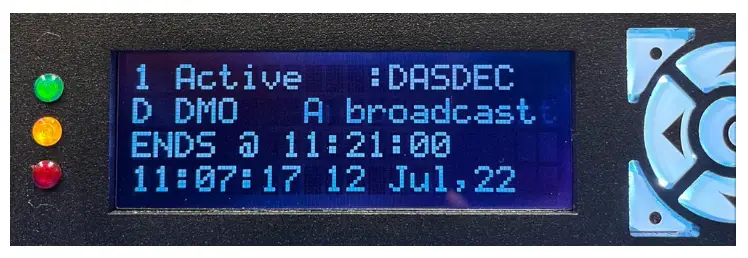 1 Active :DASDEC
D DMO A broadcast
ENDS @ 11:21:00
11:07:17 12 Jul,22